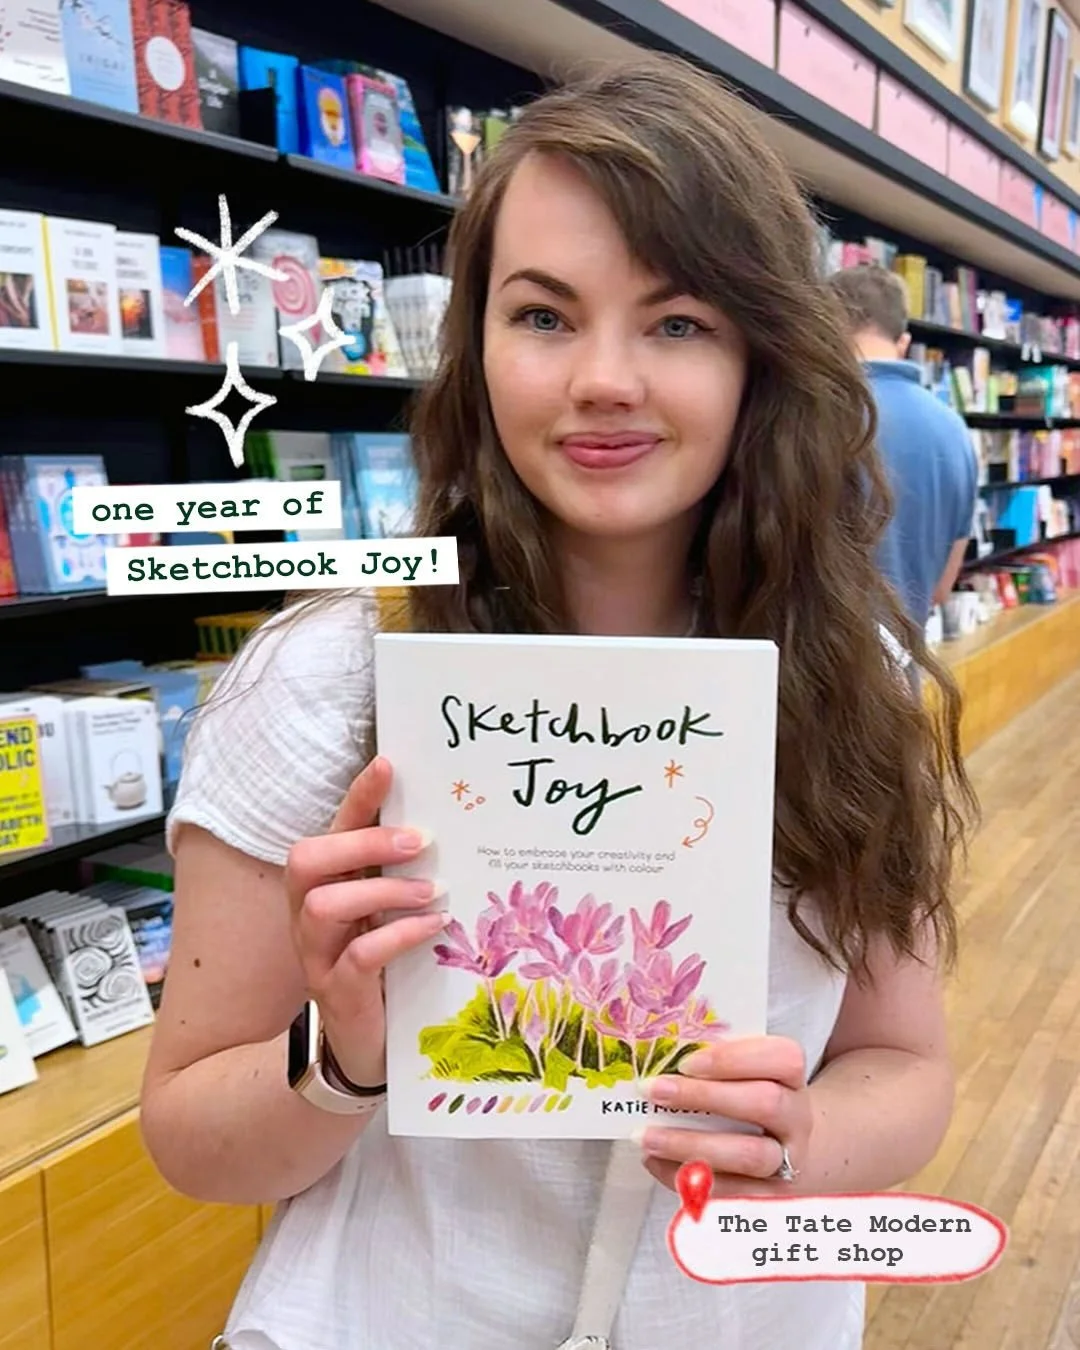 one year of
Sketchbook Joy!
Sketchbook
Joy
How to embrace your creativity and
fill your sketchbooks with colour
KATIE
The Tate Modern
gift shop